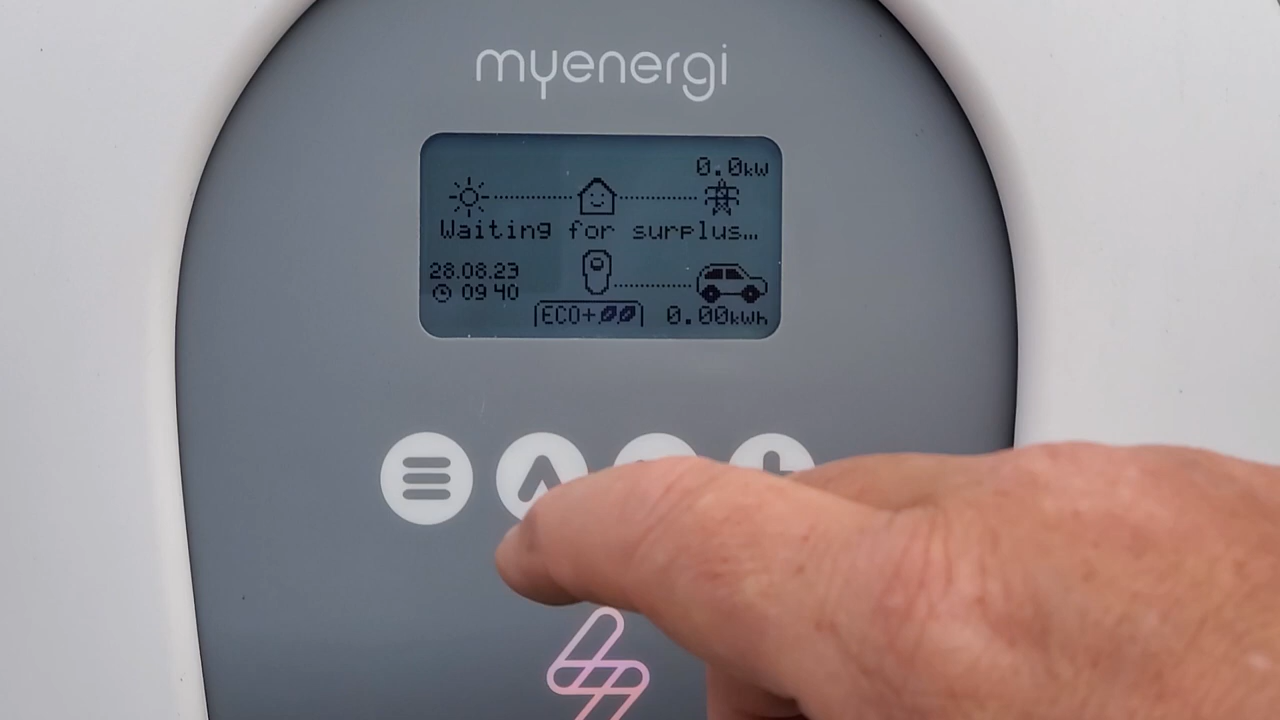 myenergi
0.0kW
Waiting for surplus...
28.08.23
09 40
ECO+
0.00kWh